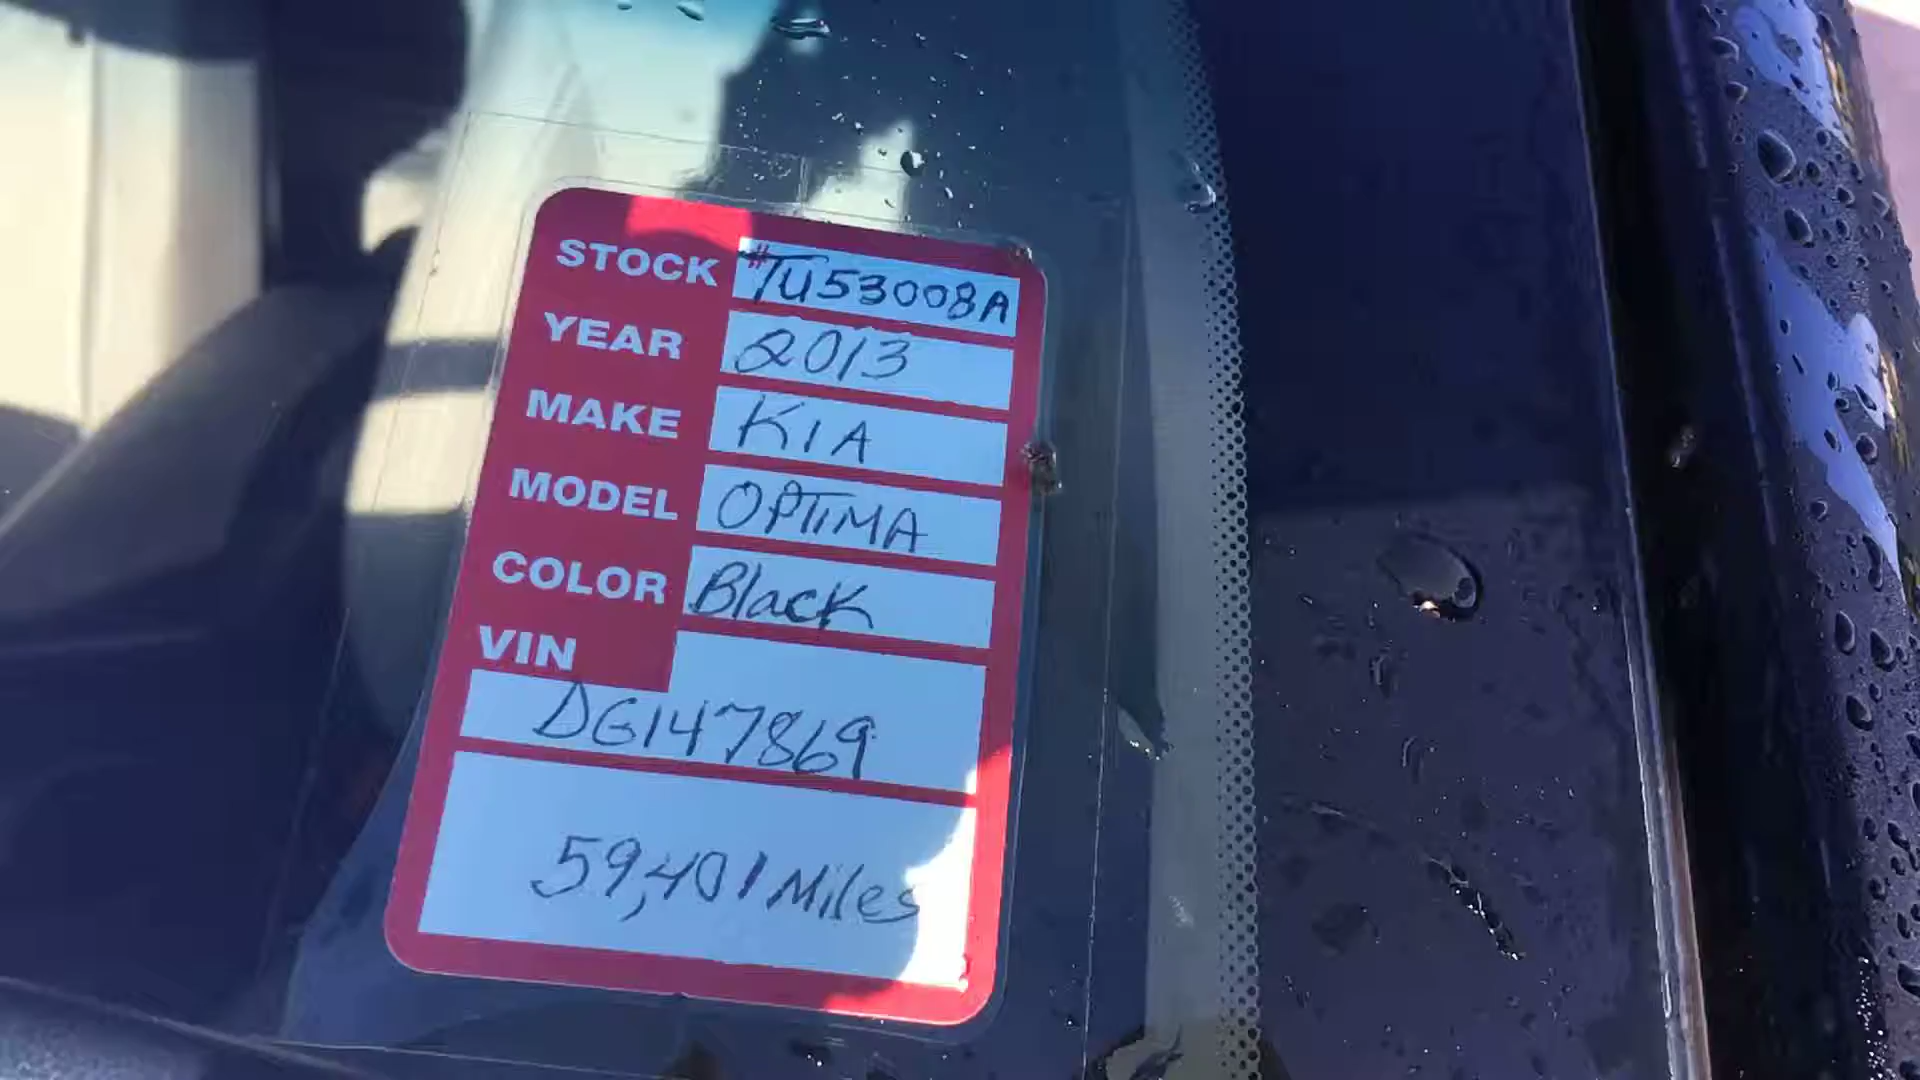 STOCK #TU53008A
YEAR 2013
MAKE KIA
MODEL OPTIMA
COLOR Black
VIN
DG147869
59,401 Miles